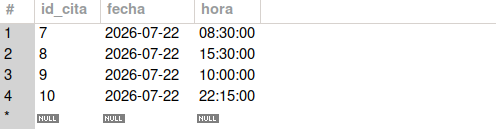 # id_cita fecha hora
1 7 2026-07-22 08:30:00
2 8 2026-07-22 15:30:00
3 9 2026-07-22 10:00:00
4 10 2026-07-22 22:15:00
* NULL NULL NULL